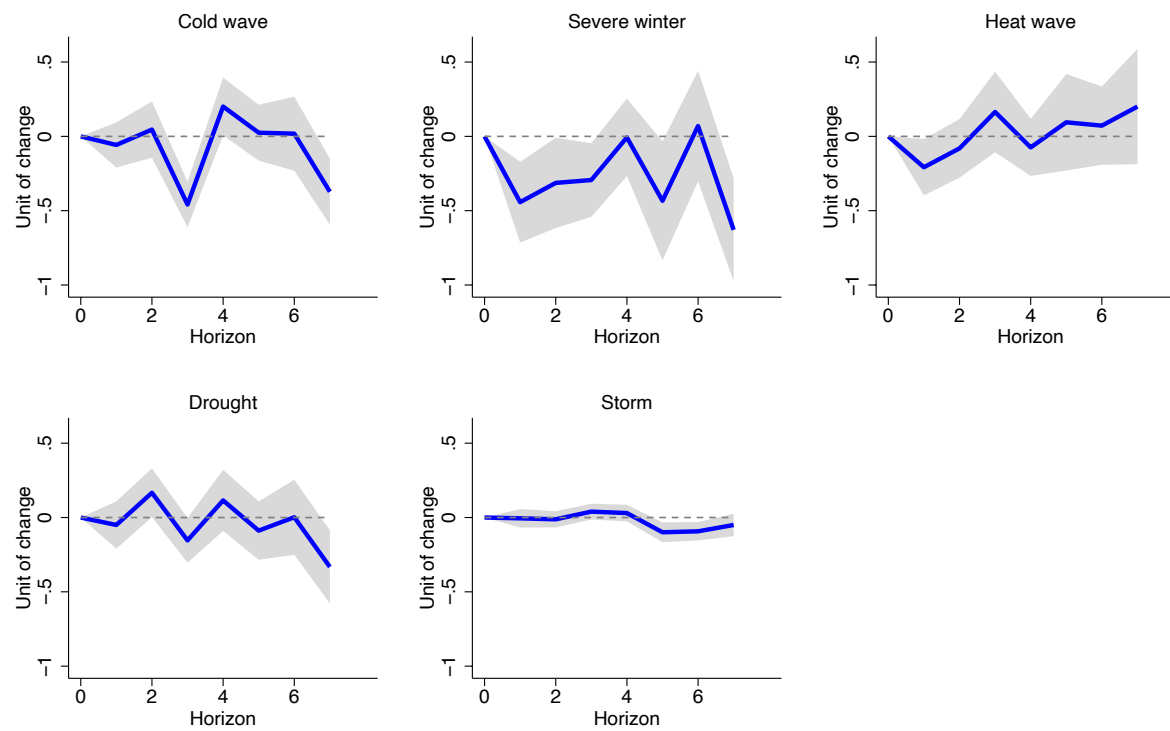 Cold wave
Unit of change
.5
0
−.5
−1
0 2 4 6
Horizon
Severe winter
Unit of change
.5
0
−.5
−1
0 2 4 6
Horizon
Heat wave
Unit of change
.5
0
−.5
−1
0 2 4 6
Horizon
Drought
Unit of change
.5
0
−.5
−1
0 2 4 6
Horizon
Storm
Unit of change
.5
0
−.5
−1
0 2 4 6
Horizon